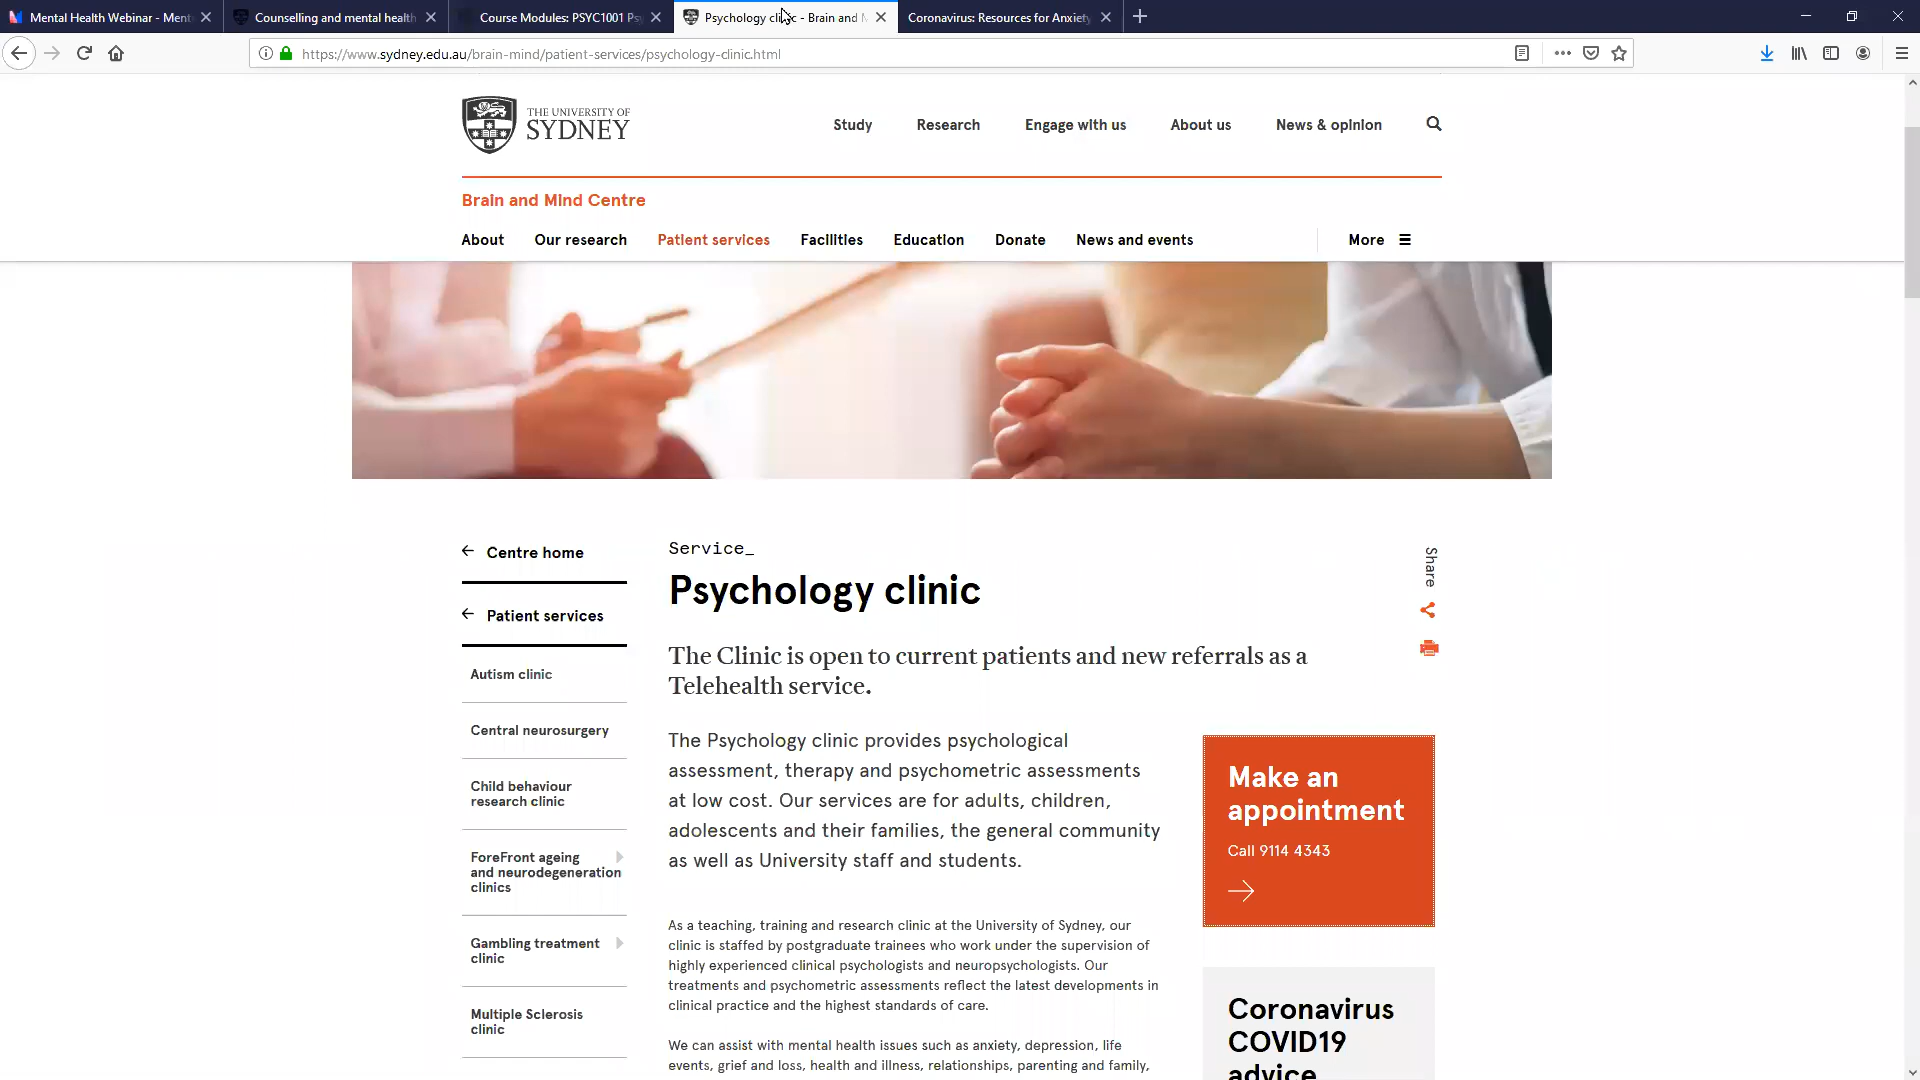 Mental Health Webinar - Ment
Counselling and mental health
Course Modules: PSYC1001 Ps
Psychology clinic - Brain and M
Coronavirus: Resources for Anxiety
https://www.sydney.edu.au/brain-mind/patient-services/psychology-clinic.html
THE UNIVERSITY OF
SYDNEY
Study
Research
Engage with us
About us
News & opinion
Brain and Mind Centre
About
Our research
Patient services
Facilities
Education
Donate
News and events
More
Centre home
Patient services
Autism clinic
Central neurosurgery
Child behaviour
research clinic
ForeFront ageing
and neurodegeneration
clinics
Gambling treatment
clinic
Multiple Sclerosis
clinic
Service_
Psychology clinic
The Clinic is open to current patients and new referrals as a
Telehealth service.
The Psychology clinic provides psychological
assessment, therapy and psychometric assessments
at low cost. Our services are for adults, children,
adolescents and their families, the general community
as well as University staff and students.
As a teaching, training and research clinic at the University of Sydney, our
clinic is staffed by postgraduate trainees who work under the supervision of
highly experienced clinical psychologists and neuropsychologists. Our
treatments and psychometric assessments reflect the latest developments in
clinical practice and the highest standards of care.
We can assist with mental health issues such as anxiety, depression, life
events, grief and loss, health and illness, relationships, parenting and family,
Share
Make an
appointment
Call 9114 4343
Coronavirus
COVID19
advice